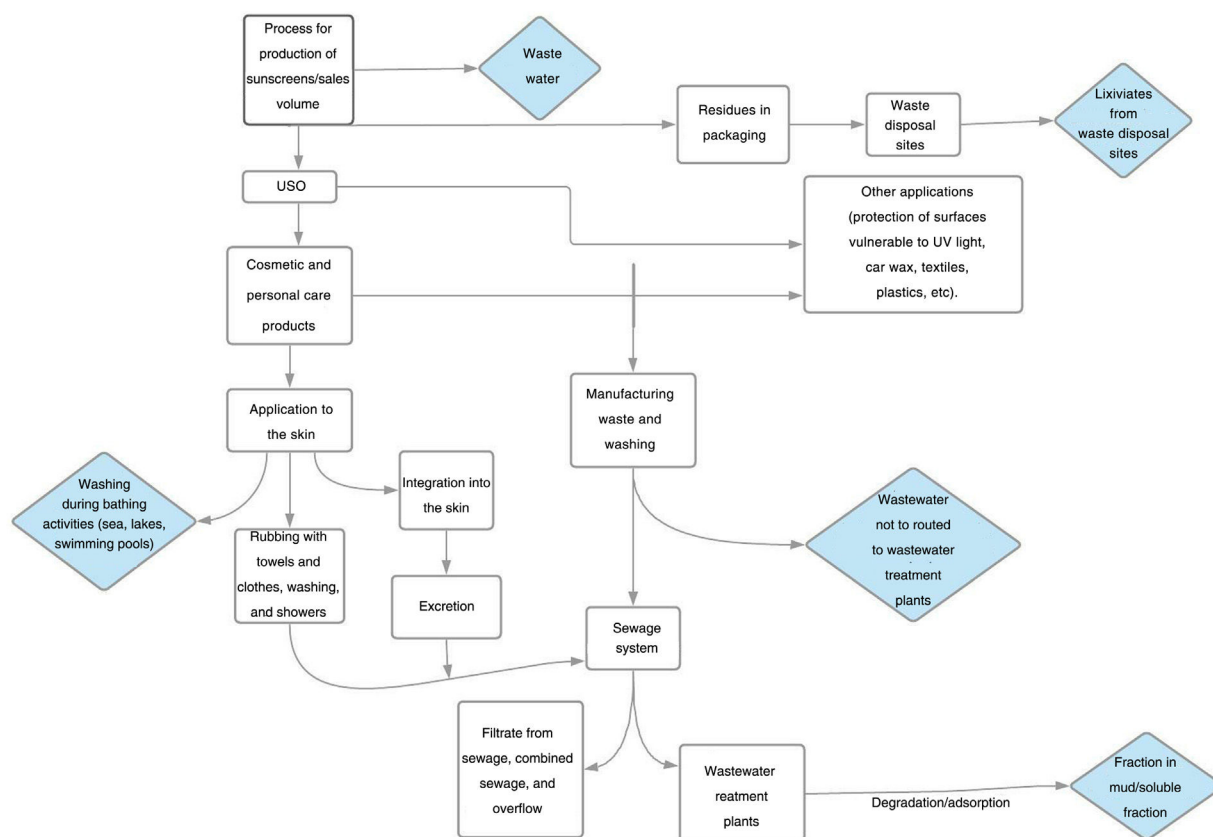 Process for
production of
sunscreens/sales
volume
Waste
water
Residues in
packaging
Waste
disposal
sites
Lixiviates
from
waste disposal
sites
USO
Other applications
(protection of surfaces
vulnerable to UV light,
car wax, textiles,
plastics, etc).
Cosmetic and
personal care
products
Manufacturing
waste and
washing
Application to
the skin
Washing
during bathing
activities (sea, lakes,
swimming pools)
Integration into
the skin
Rubbing with
towels and
clothes, washing,
and showers
Wastewater
not to routed
to wastewater
treatment
plants
Excretion
Sewage
system
Filtrate from
sewage, combined
sewage, and
overflow
Wastewater
reatment
plants
Degradation/adsorption
Fraction in
mud/soluble
fraction